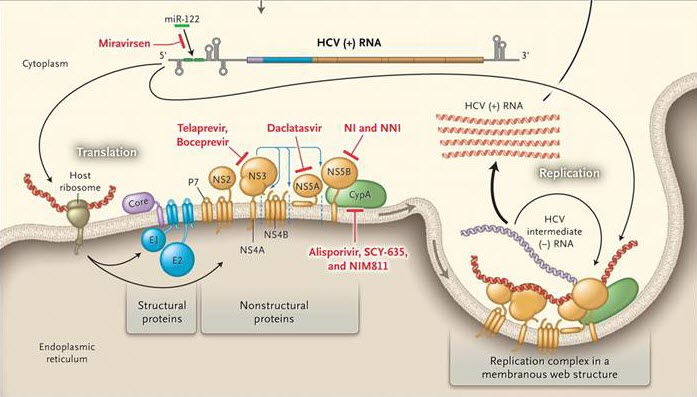 miR-122
Miravirsen
5'
HCV (+) RNA
3'
Cytoplasm
HCV (+) RNA
Telaprevir,
Boceprevir
Daclatasvir
NI and NNI
Translation
Host
ribosome
P7
NS2
NS3
NS5A
NS5B
CypA
Replication
Core
HCV
intermediate
(–) RNA
E1
E2
NS4A
NS4B
Alisporivir, SCY-635,
and NIM811
Structural
proteins
Nonstructural
proteins
Endoplasmic
reticulum
Replication complex in a
membranous web structure